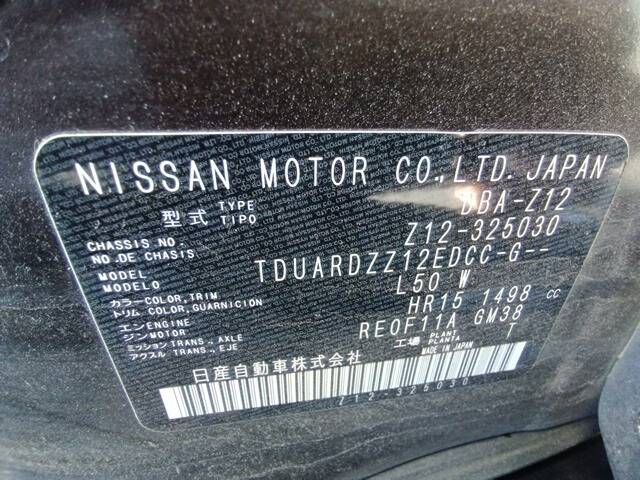 NISSAN MOTOR CO.,LTD. JAPAN
型式 TYPE TIPO DBA-Z12
CHASSIS NO. NO.DE CHASIS Z12-325030
MODEL MODELO TDUARDZZ12EDCC-G--
カラー COLOR, TRIM トリム COLOR, GUARNICION L50 W
エンジン ENGINE MOTOR HR15 1498 cc
ミッション TRANS., AXLE アクスル TRANS., EJE RE0F11A GM38
工場 PLANT PLANTA T
日産自動車株式会社 MADE IN JAPAN
Z12-325030